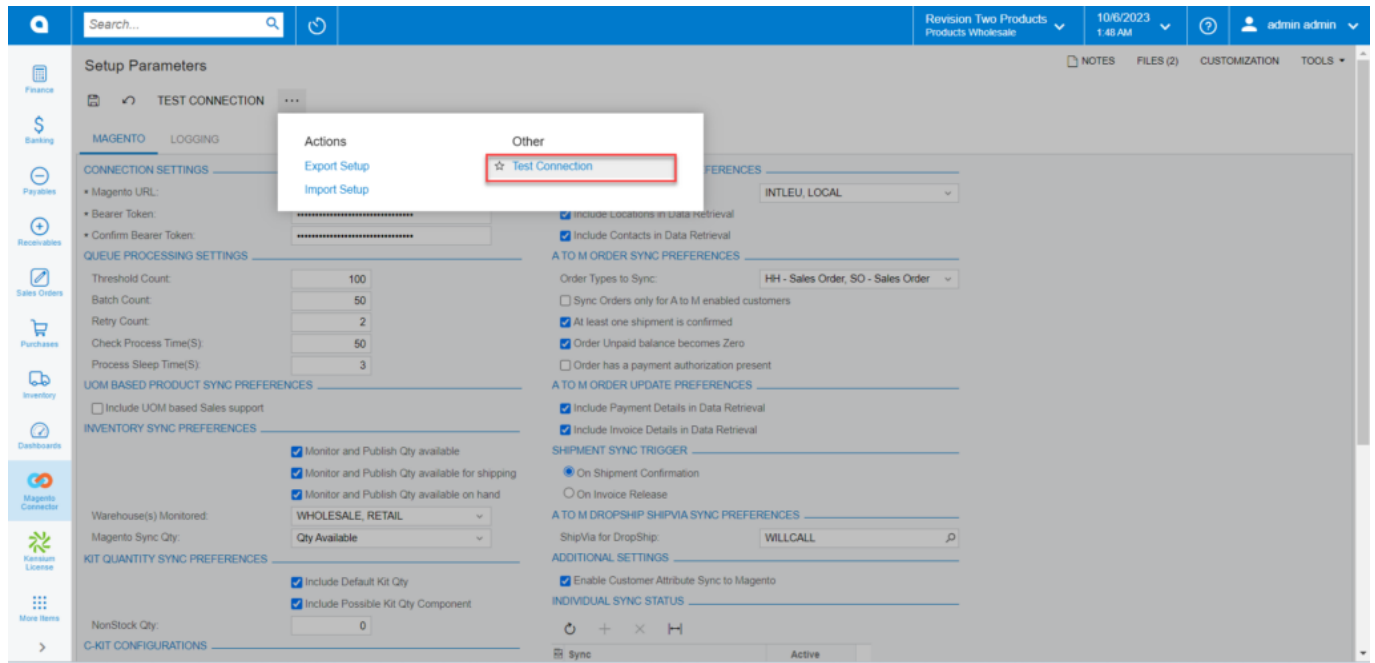 Search...
Revision Two Products
Products Wholesale
10/6/2023
1:48 AM
admin admin
Finance
Banking
Payables
Receivables
Sales Orders
Purchases
Inventory
Dashboards
Magento
Connector
Kensium
License
More Items
Setup Parameters
NOTES FILES (2) CUSTOMIZATION TOOLS
TEST CONNECTION ...
MAGENTO LOGGING
Actions
Export Setup
Import Setup
Other
Test Connection
CONNECTION SETTINGS
Magento URL:
Bearer Token:
Confirm Bearer Token:
QUEUE PROCESSING SETTINGS
Threshold Count: 100
Batch Count: 50
Retry Count: 2
Check Process Time(S): 50
Process Sleep Time(S): 3
UOM BASED PRODUCT SYNC PREFERENCES
Include UOM based Sales support
INVENTORY SYNC PREFERENCES
Monitor and Publish Qty available
Monitor and Publish Qty available for shipping
Monitor and Publish Qty available on hand
Warehouse(s) Monitored: WHOLESALE, RETAIL
Magento Sync Qty: Qty Available
KIT QUANTITY SYNC PREFERENCES
Include Default Kit Qty
Include Possible Kit Qty Component
NonStock Qty: 0
C-KIT CONFIGURATIONS
FERENCES
INTLEU, LOCAL
Include Locations in Data Retrieval
Include Contacts in Data Retrieval
A TO M ORDER SYNC PREFERENCES
Order Types to Sync: HH - Sales Order, SO - Sales Order
Sync Orders only for A to M enabled customers
At least one shipment is confirmed
Order Unpaid balance becomes Zero
Order has a payment authorization present
A TO M ORDER UPDATE PREFERENCES
Include Payment Details in Data Retrieval
Include Invoice Details in Data Retrieval
SHIPMENT SYNC TRIGGER
On Shipment Confirmation
On Invoice Release
A TO M DROPSHIP SHIPVIA SYNC PREFERENCES
ShipVia for DropShip: WILLCALL
ADDITIONAL SETTINGS
Enable Customer Attribute Sync to Magento
INDIVIDUAL SYNC STATUS
Sync Active